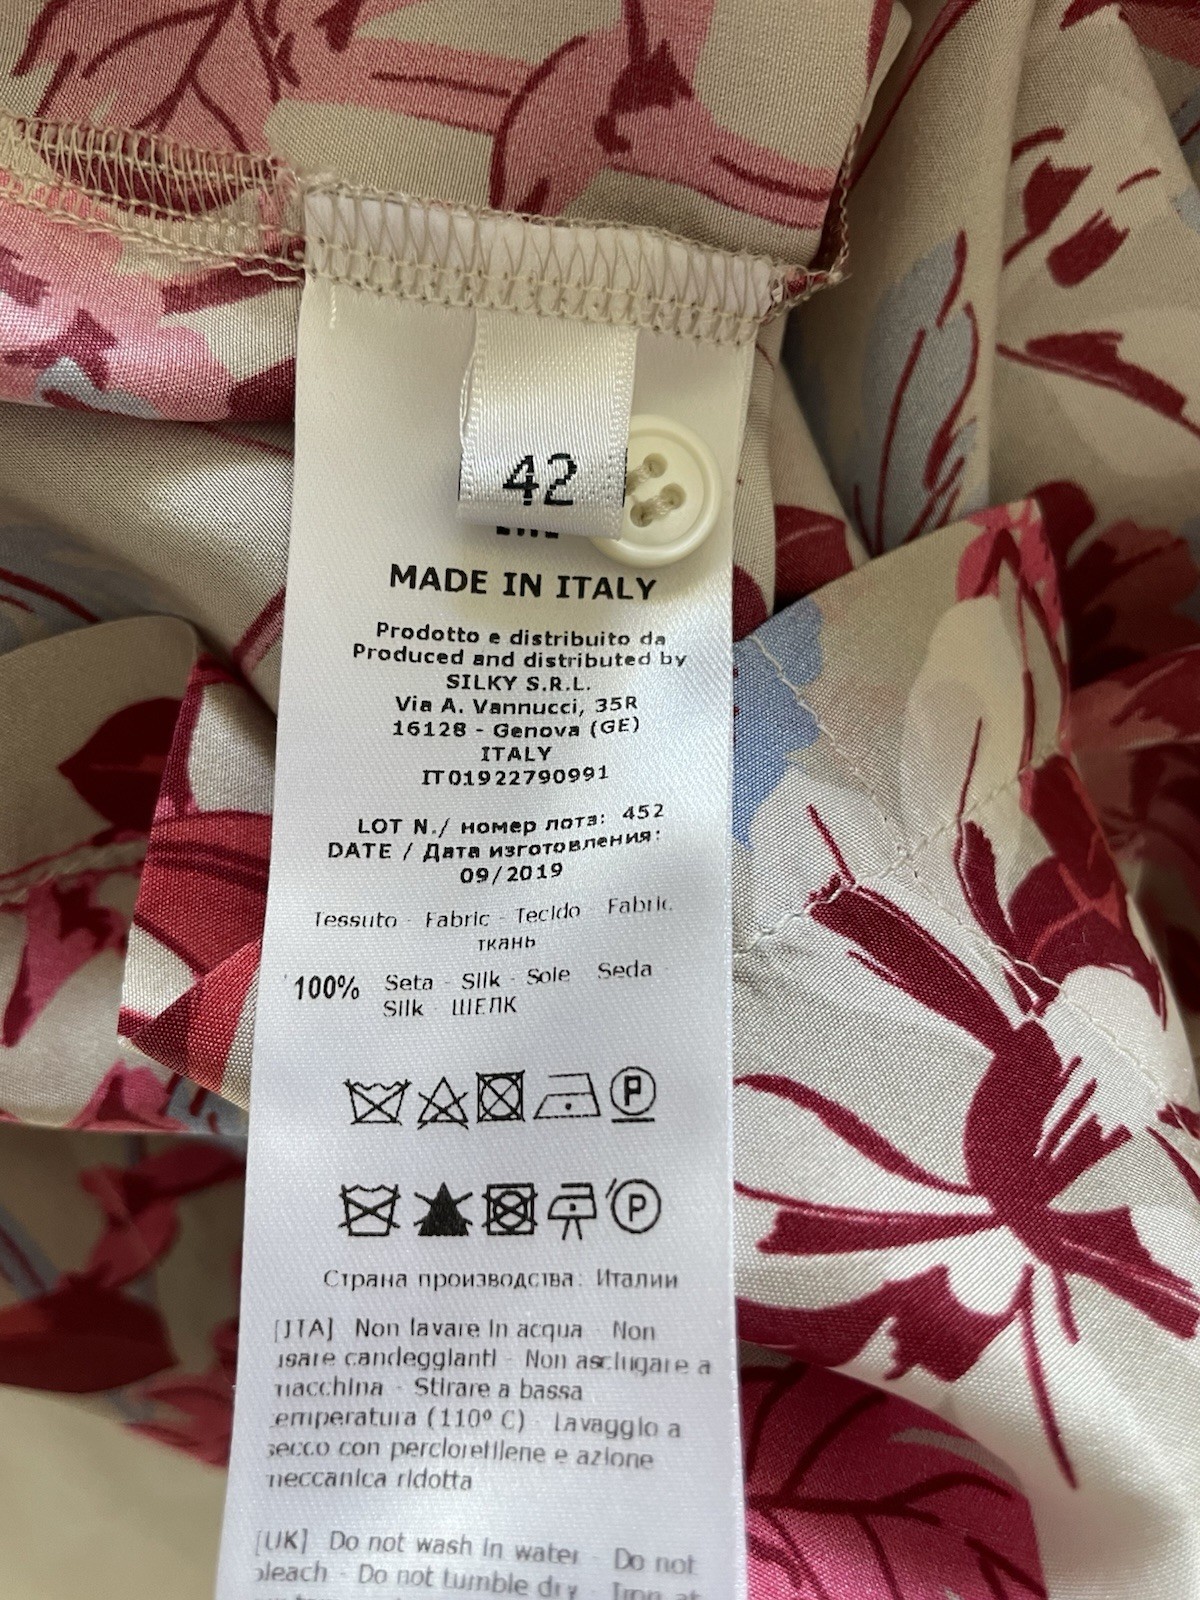 42
MADE IN ITALY
Prodotto e distribuito da
Produced and distributed by
SILKY S.R.L.
Via A. Vannucci, 35R
16128 - Genova (GE)
ITALY
IT01922790991
LOT N./ номер лота: 452
DATE / Дата изготовления:
09/2019
Tessuto - Fabric - Tecido - Fabric
ткань
100% Seta - Silk - Sole - Seda -
Silk - ШЕЛК
P
P
Страна производства: Италии
[ITA] Non lavare in acqua - Non
usare candeggianti - Non asciugare a
macchina - Stirare a bassa
temperatura (110° C) - Lavaggio a
secco con percloretilene e azione
meccanica ridotta
[UK] Do not wash in water - Do not
bleach - Do not tumble dry - Iron at